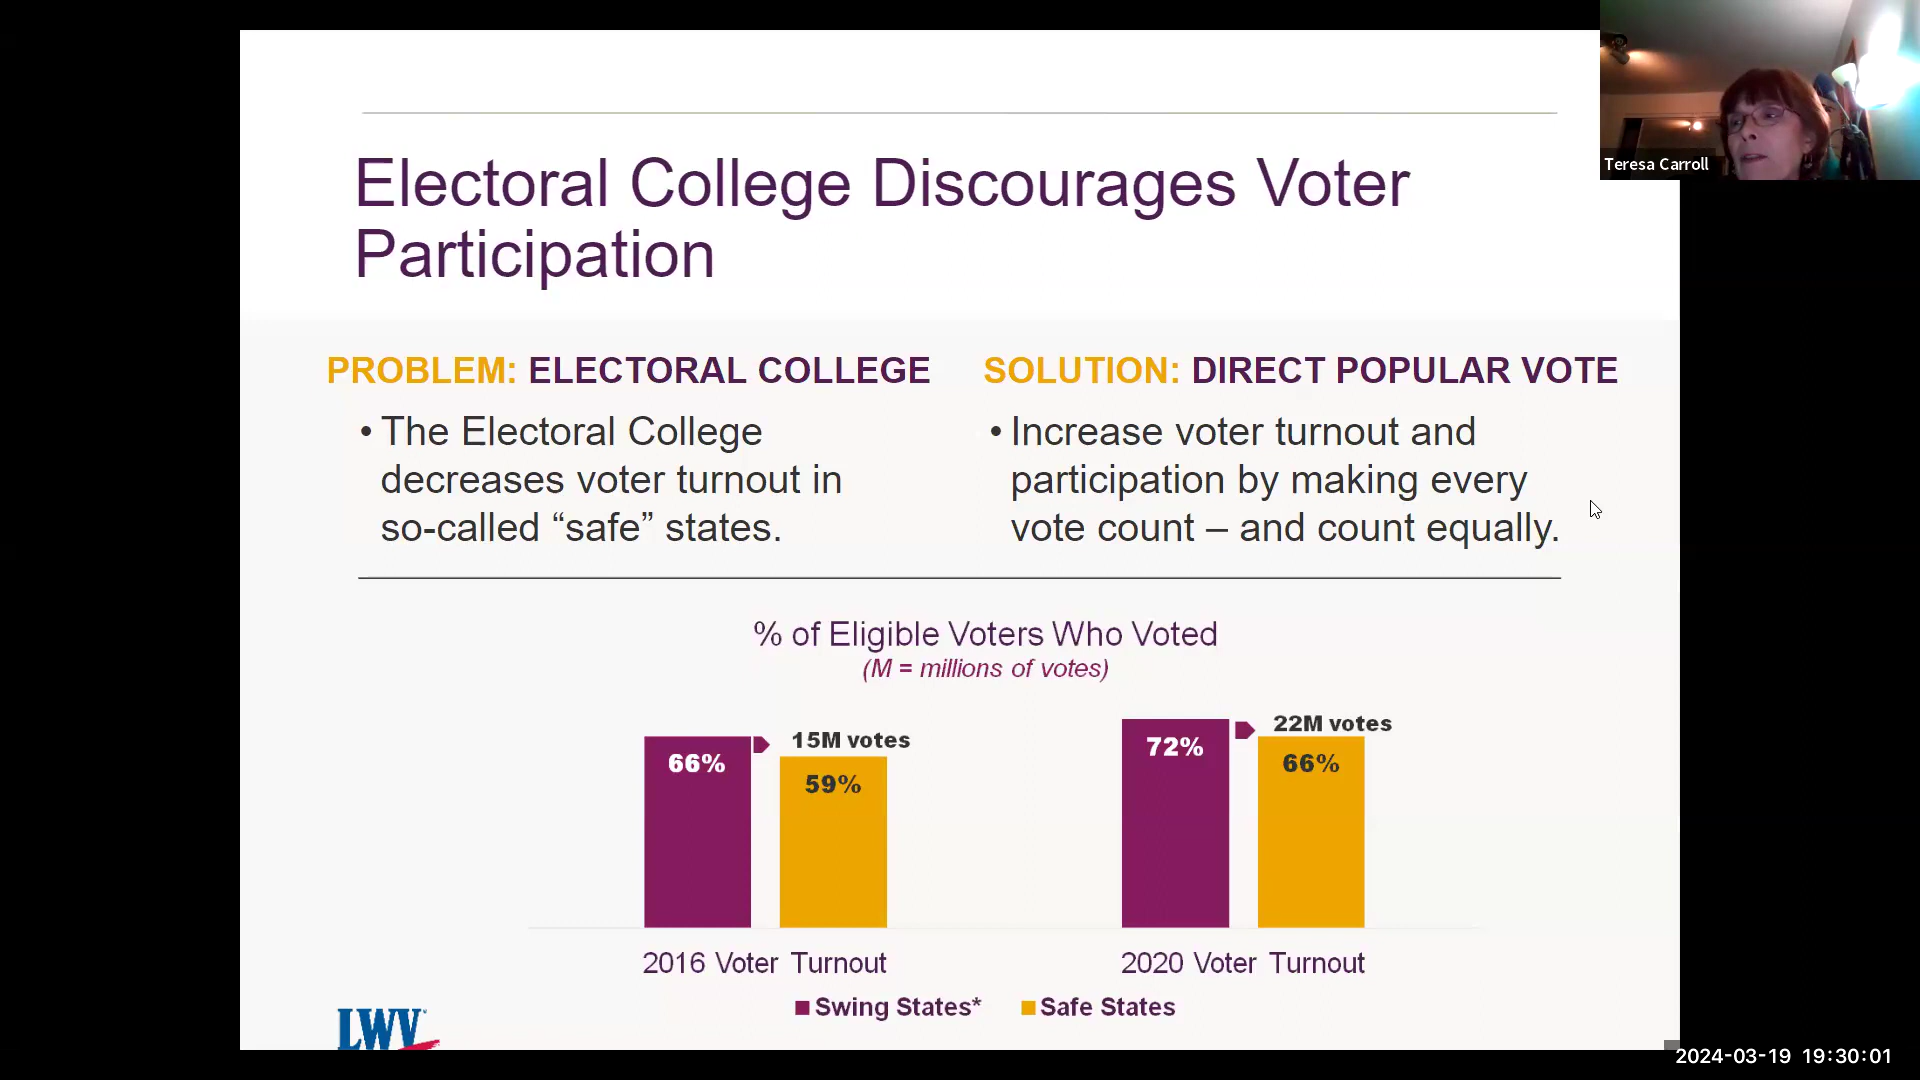 Electoral College Discourages Voter
Participation
PROBLEM: ELECTORAL COLLEGE
• The Electoral College
decreases voter turnout in
so-called “safe” states.
SOLUTION: DIRECT POPULAR VOTE
• Increase voter turnout and
participation by making every
vote count – and count equally.
% of Eligible Voters Who Voted
(M = millions of votes)
66%
15M votes
59%
72%
22M votes
66%
2016 Voter Turnout
2020 Voter Turnout
Swing States*
Safe States
LWV
Teresa Carroll
2024-03-19 19:30:01